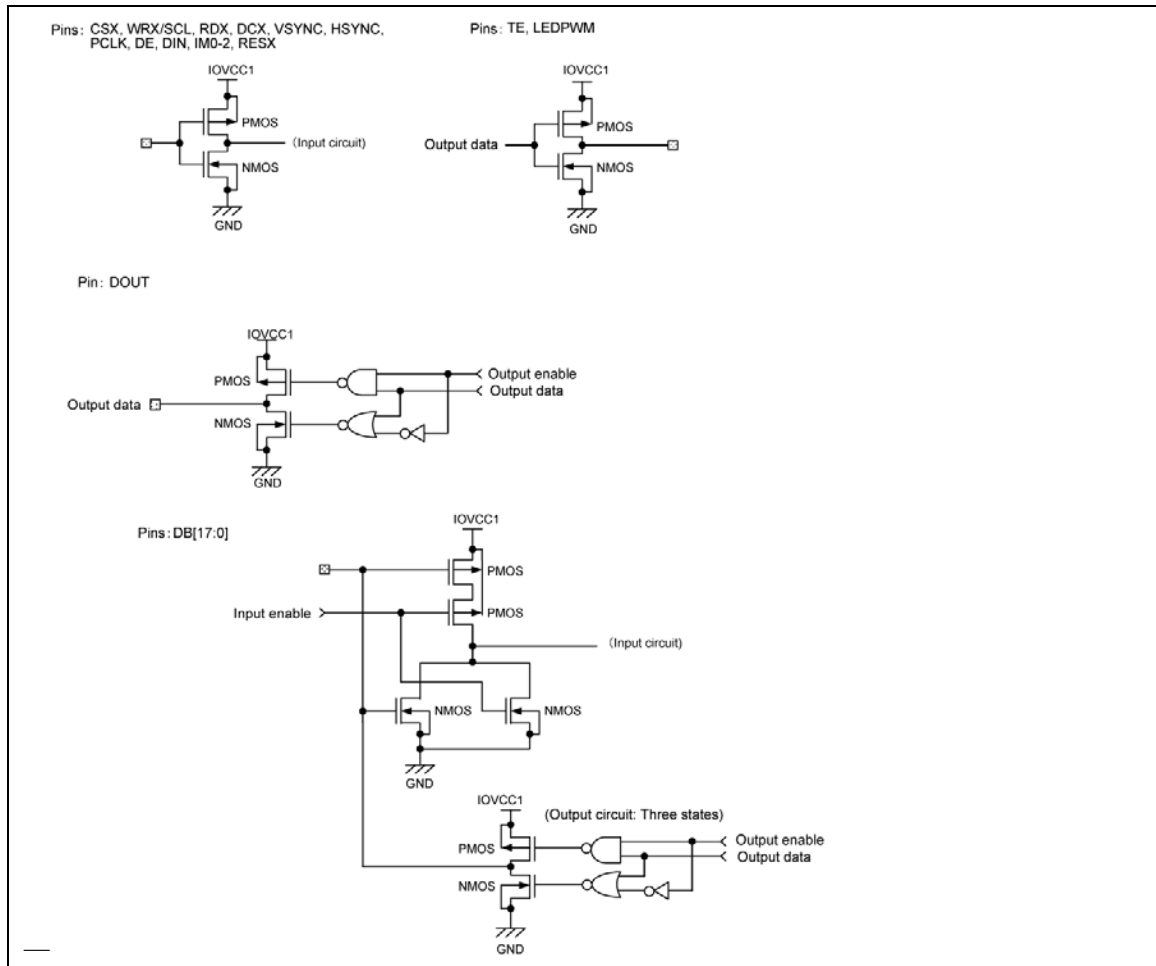 Pins: CSX, WRX/SCL, RDX, DCX, VSYNC, HSYNC,
PCLK, DE, DIN, IM0-2, RESX
IOVCC1
PMOS
(Input circuit)
NMOS
GND
Pins: TE, LEDPWM
IOVCC1
PMOS
Output data
NMOS
GND
Pin: DOUT
IOVCC1
PMOS
Output enable
Output data
Output data
NMOS
GND
Pins: DB[17:0]
IOVCC1
PMOS
Input enable
PMOS
(Input circuit)
NMOS
NMOS
GND
IOVCC1
(Output circuit: Three states)
PMOS
Output enable
Output data
NMOS
GND